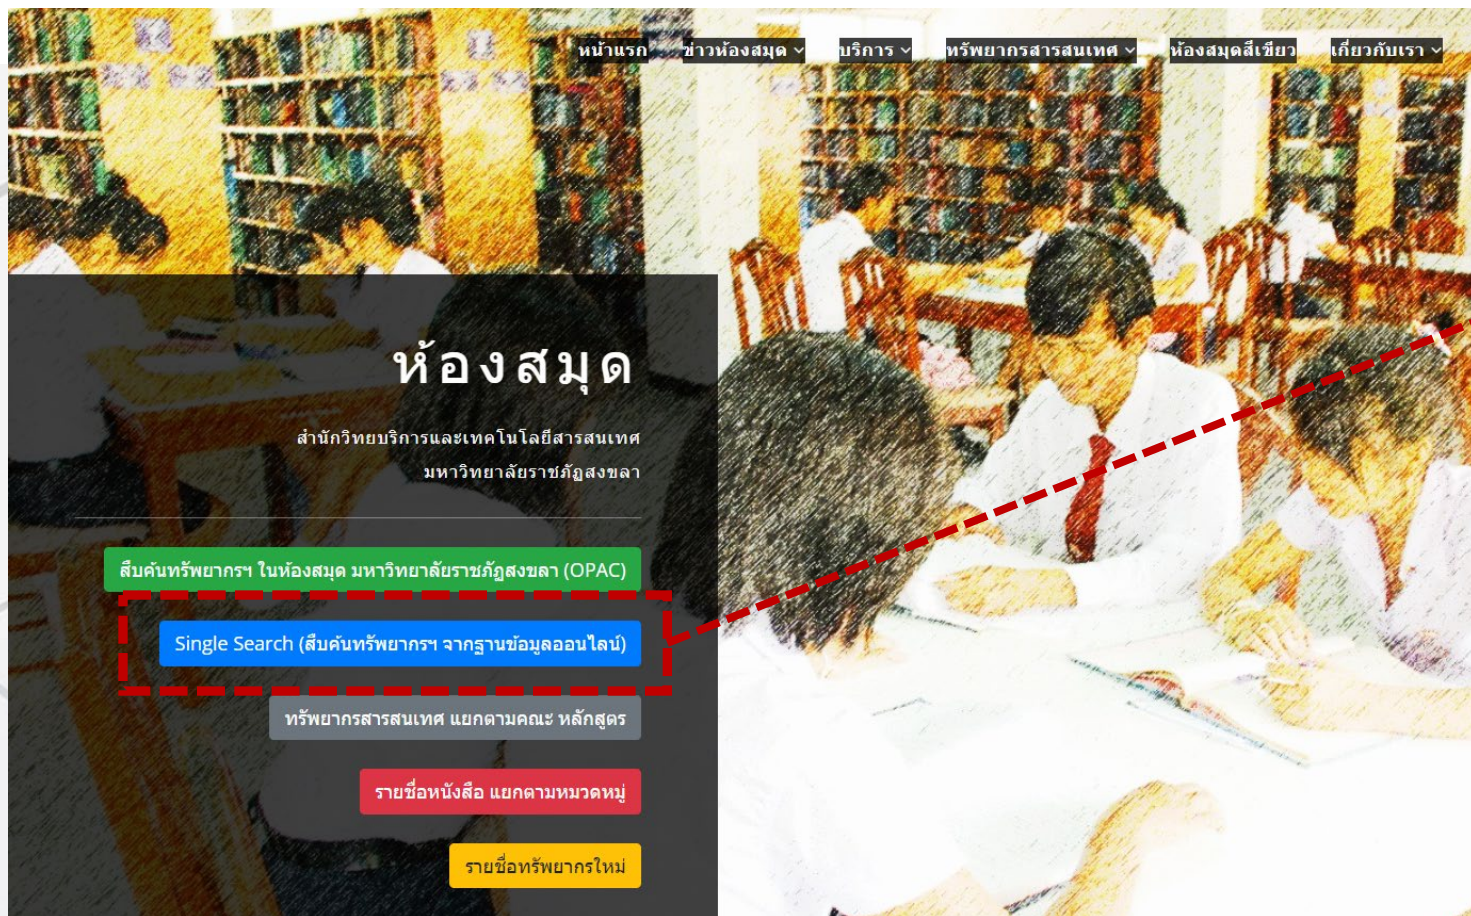 หน้าแรก
ข่าวห้องสมุด
บริการ
ทรัพยากรสารสนเทศ
ห้องสมุดสีเขียว
เกี่ยวกับเรา
ห้องสมุด
สำนักวิทยบริการและเทคโนโลยีสารสนเทศ
มหาวิทยาลัยราชภัฏสงขลา
สืบค้นทรัพยากรฯ ในห้องสมุด มหาวิทยาลัยราชภัฏสงขลา (OPAC)
Single Search (สืบค้นทรัพยากรฯ จากฐานข้อมูลออนไลน์)
ทรัพยากรสารสนเทศ แยกตามคณะ หลักสูตร
รายชื่อหนังสือ แยกตามหมวดหมู่
รายชื่อทรัพยากรใหม่